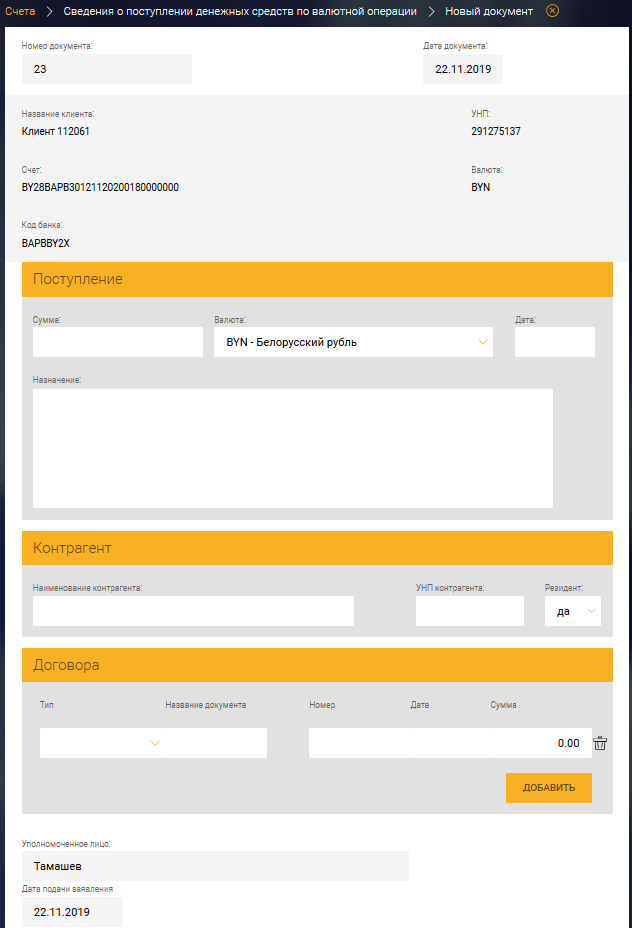 Счета Сведения о поступлении денежных средств по валютной операции Новый документ
Номер документа: Дата документа:
23 22.11.2019
Название клиента: УНП:
Клиент 112061 291275137
Счет: Валюта:
BY28BAPB30121120200180000000 BYN
Код банка:
BAPBBY2X
Поступление
Сумма: Валюта: Дата:
BYN - Белорусский рубль
Назначение:
Контрагент
Наименование контрагента: УНП контрагента: Резидент:
да
Договора
Тип Название документа Номер Дата Сумма
0.00
ДОБАВИТЬ
Уполномоченное лицо:
Тамашев
Дата подачи заявления
22.11.2019